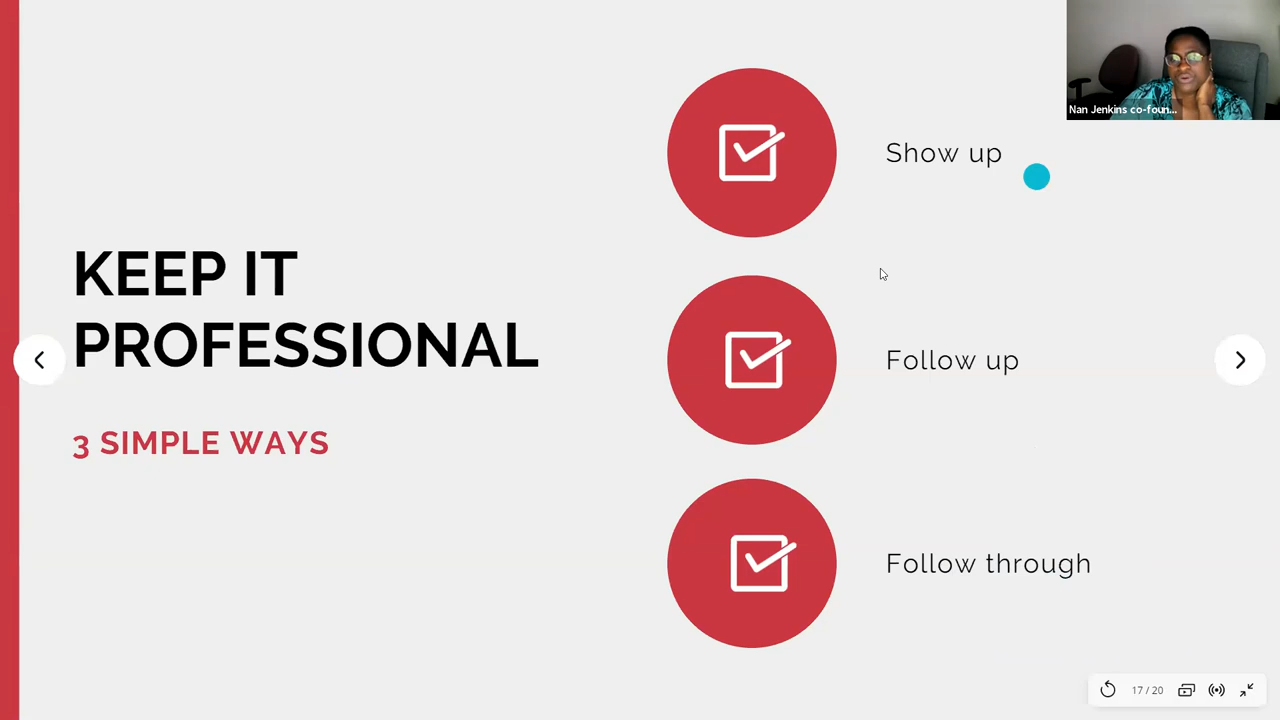 KEEP IT
PROFESSIONAL
3 SIMPLE WAYS
Show up
Follow up
Follow through
Nan Jenkins co-foun...
17 / 20